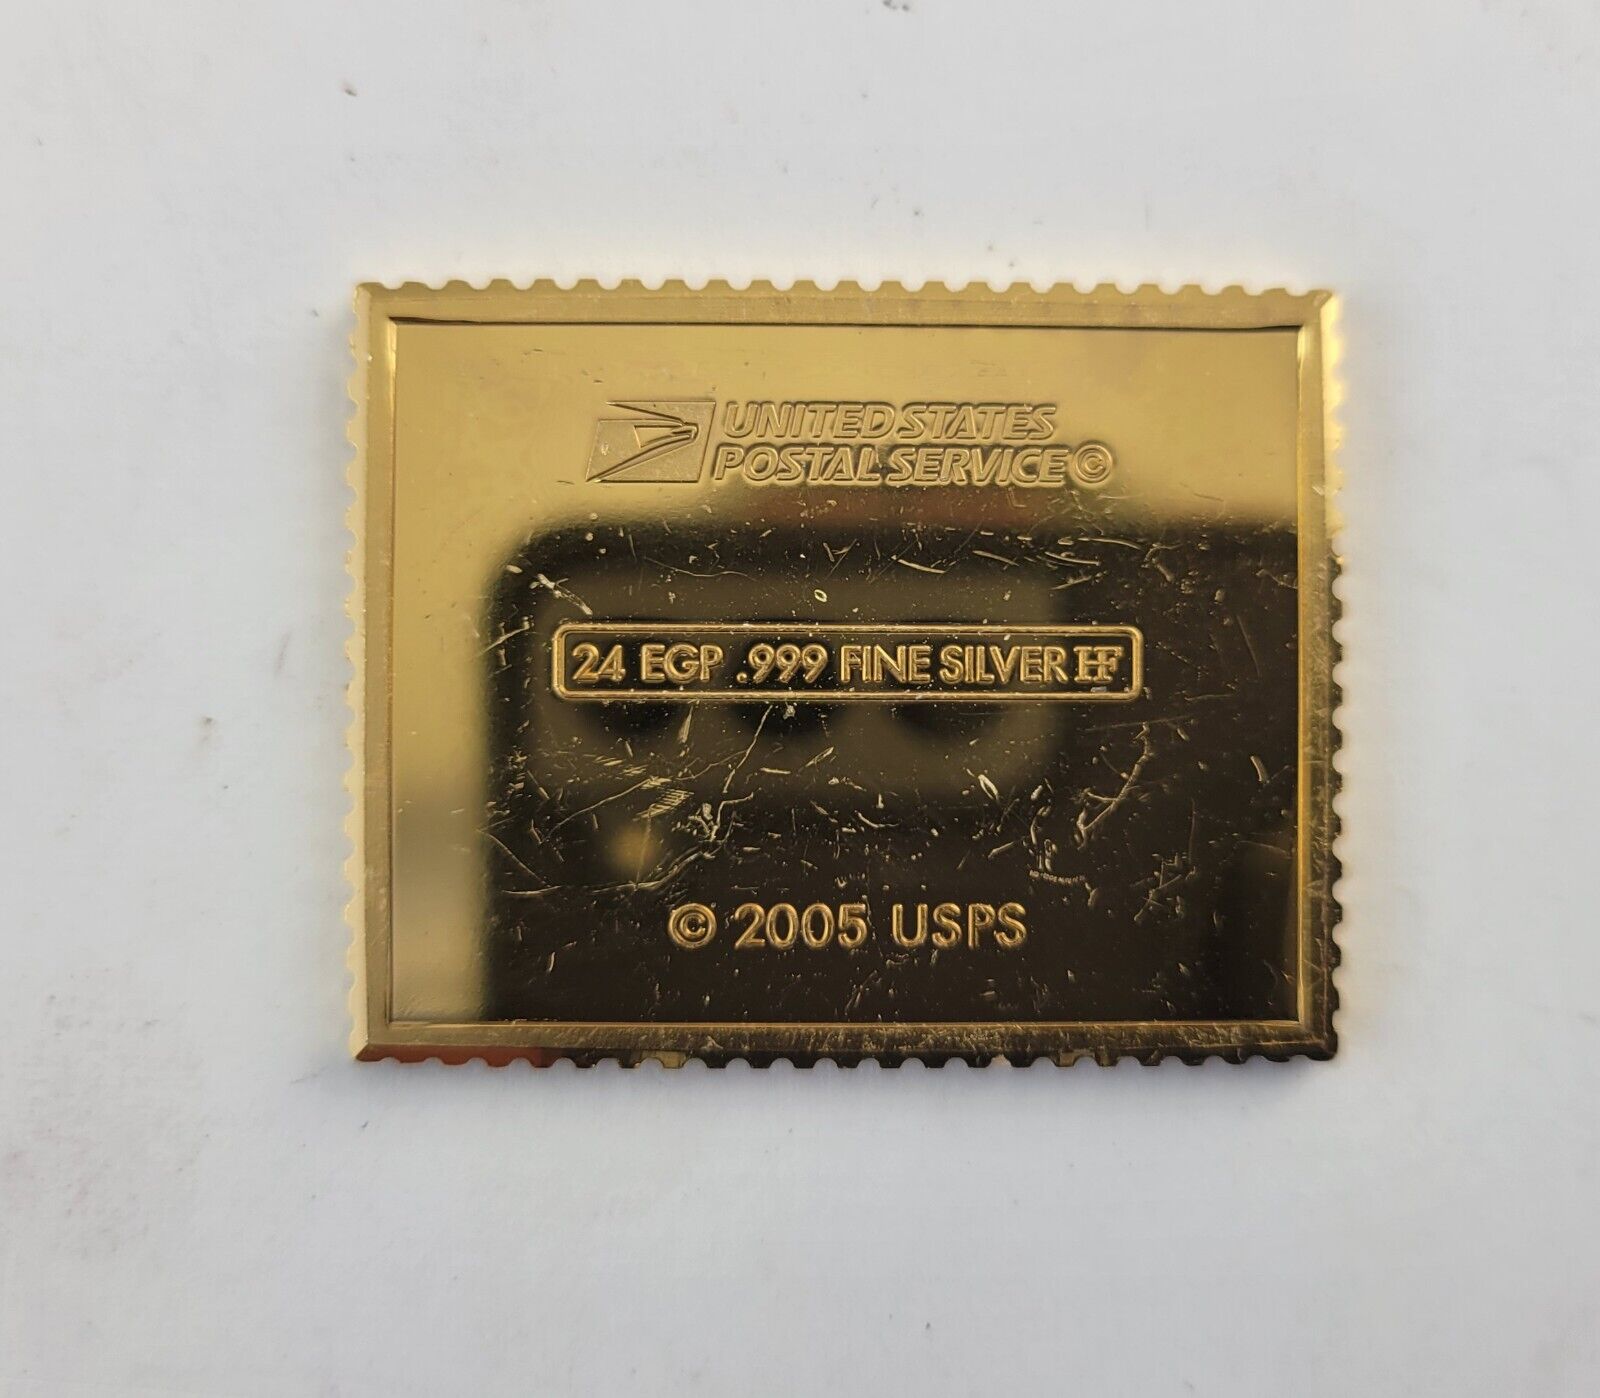 UNITED STATES
POSTAL SERVICE©
24 EGP .999 FINE SILVER HF
© 2005 USPS